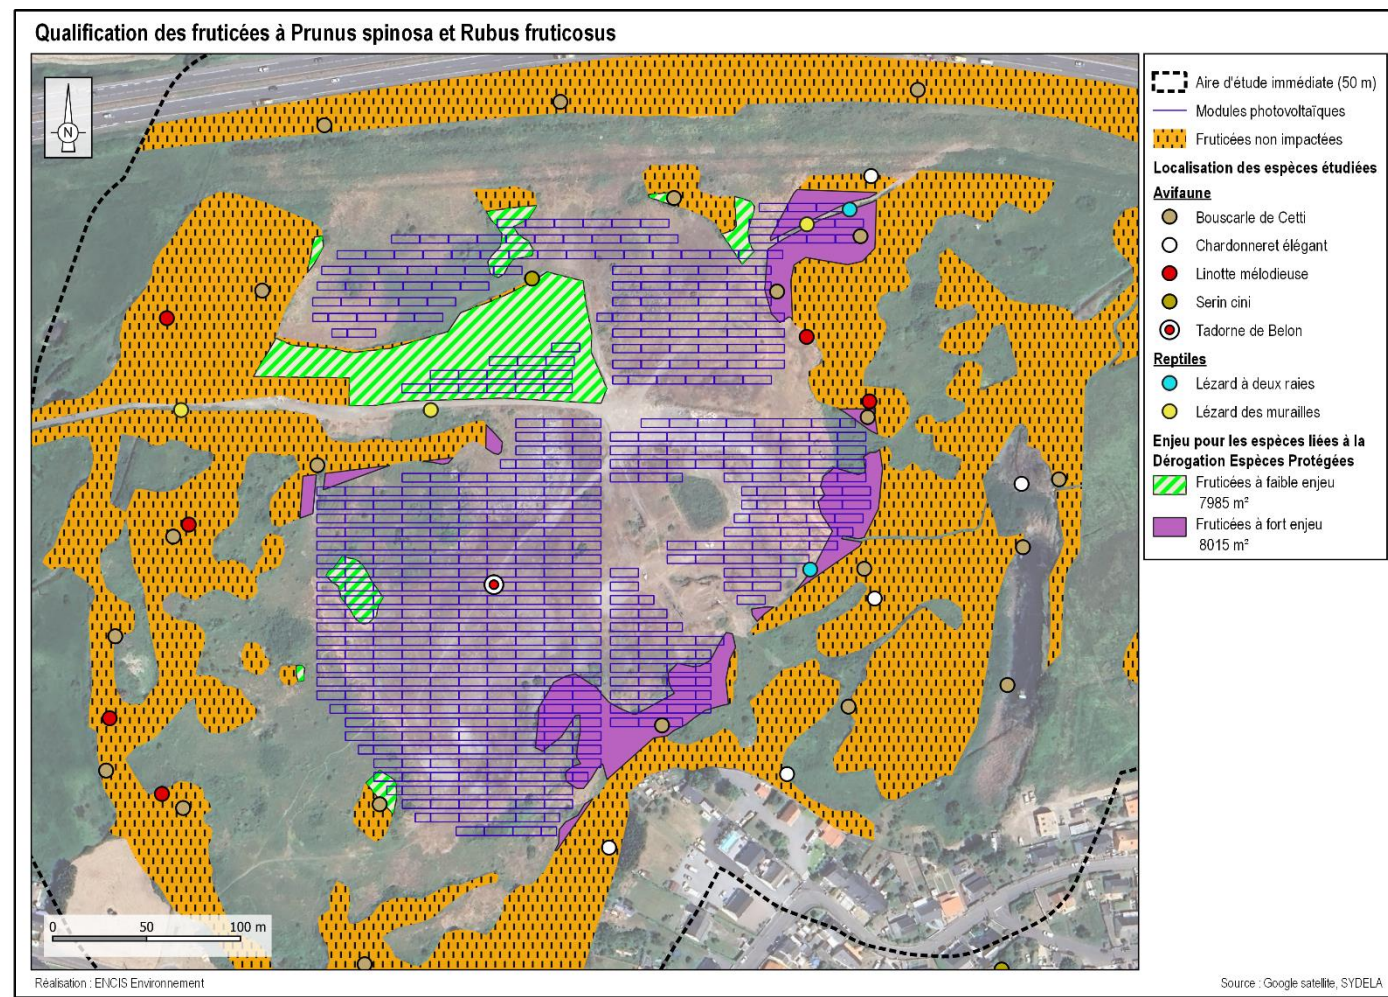 Qualification des fruticées à Prunus spinosa et Rubus fruticosus
N
Aire d'étude immédiate (50 m)
Modules photovoltaïques
Fruticées non impactées
Localisation des espèces étudiées
Avifaune
Bouscarle de Cetti
Chardonneret élégant
Linotte mélodieuse
Serin cini
Tadorne de Belon
Reptiles
Lézard à deux raies
Lézard des murailles
Enjeu pour les espèces liées à la
Dérogation Espèces Protégées
Fruticées à faible enjeu
7985 m²
Fruticées à fort enjeu
8015 m²
0 50 100 m
Réalisation : ENCIS Environnement
Source : Google satellite, SYDELA